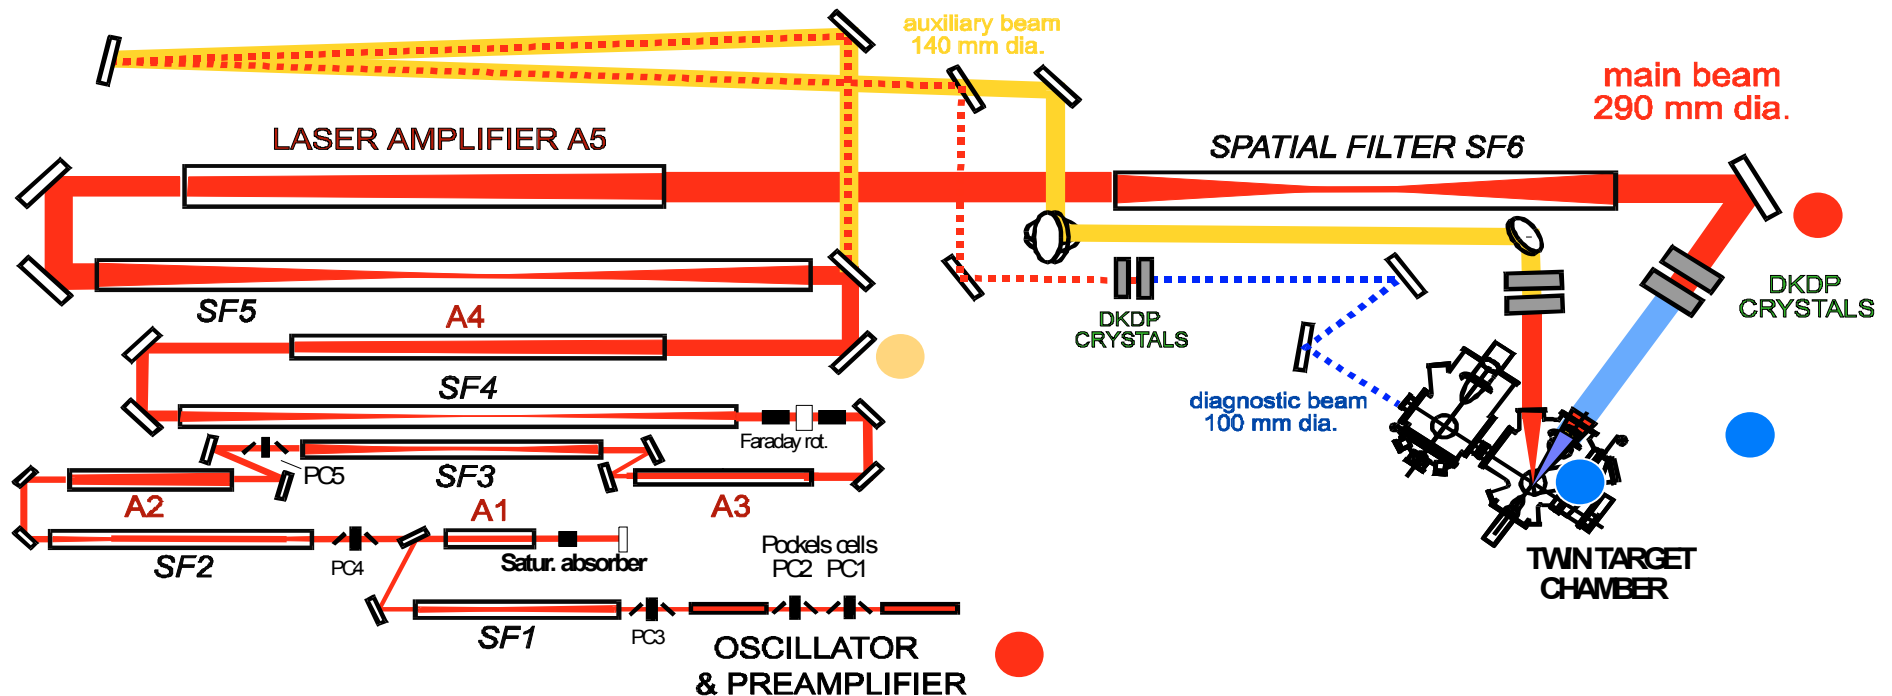 auxiliary beam
140 mm dia.
main beam
290 mm dia.
LASER AMPLIFIER A5
SPATIAL FILTER SF6
DKDP
CRYSTALS
SF5
A4
DKDP
CRYSTALS
SF4
diagnostic beam
100 mm dia.
Faraday rot.
PC5
SF3
A2
A1
A3
Satur. absorber
SF2
PC4
Pockels cells
PC2 PC1
TWIN TARGET
CHAMBER
SF1
PC3
OSCILLATOR
& PREAMPLIFIER